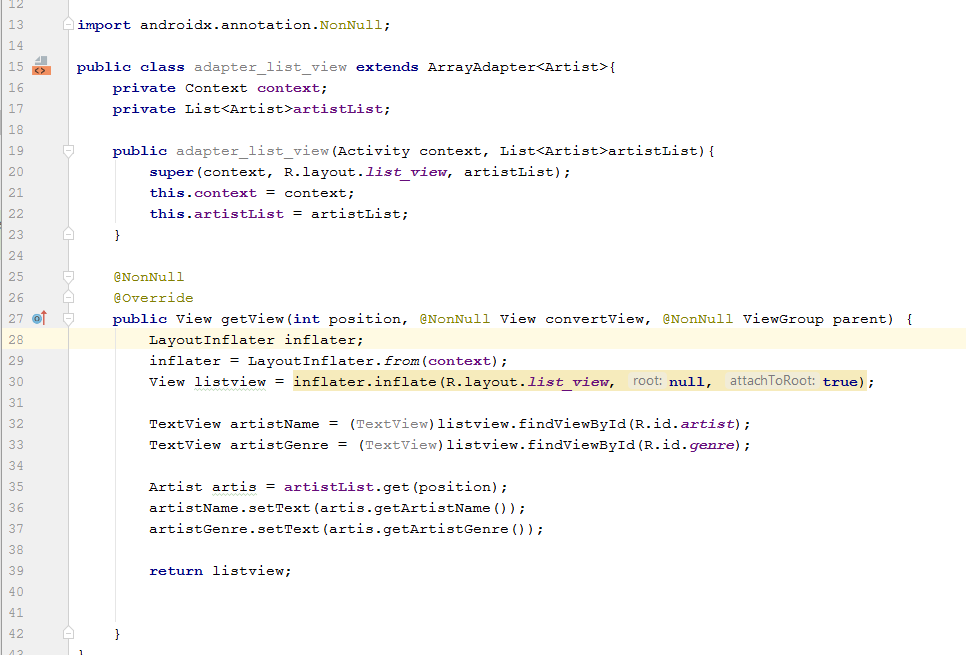 12
13 import androidx.annotation.NonNull;
14
15 public class adapter_list_view extends ArrayAdapter<Artist>{
16 private Context context;
17 private List<Artist>artistList;
18
19 public adapter_list_view(Activity context, List<Artist>artistList){
20 super(context, R.layout.list_view, artistList);
21 this.context = context;
22 this.artistList = artistList;
23 }
24
25 @NonNull
26 @Override
27 public View getView(int position, @NonNull View convertView, @NonNull ViewGroup parent) {
28 LayoutInflater inflater;
29 inflater = LayoutInflater.from(context);
30 View listview = inflater.inflate(R.layout.list_view, root: null, attachToRoot: true);
31
32 TextView artistName = (TextView)listview.findViewById(R.id.artist);
33 TextView artistGenre = (TextView)listview.findViewById(R.id.genre);
34
35 Artist artis = artistList.get(position);
36 artistName.setText(artis.getArtistName());
37 artistGenre.setText(artis.getArtistGenre());
38
39 return listview;
40
41
42 }
43 }